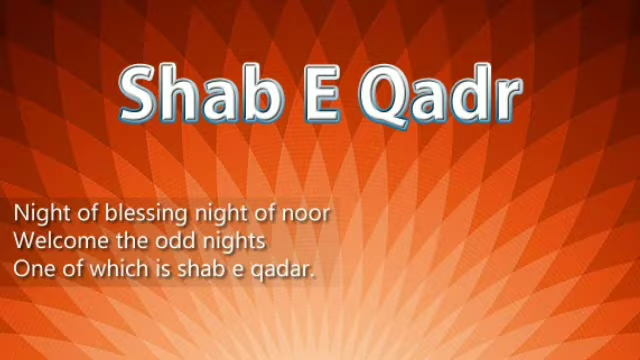 Shab E Qadr
Night of blessing night of noor
Welcome the odd nights
One of which is shab e qadar.